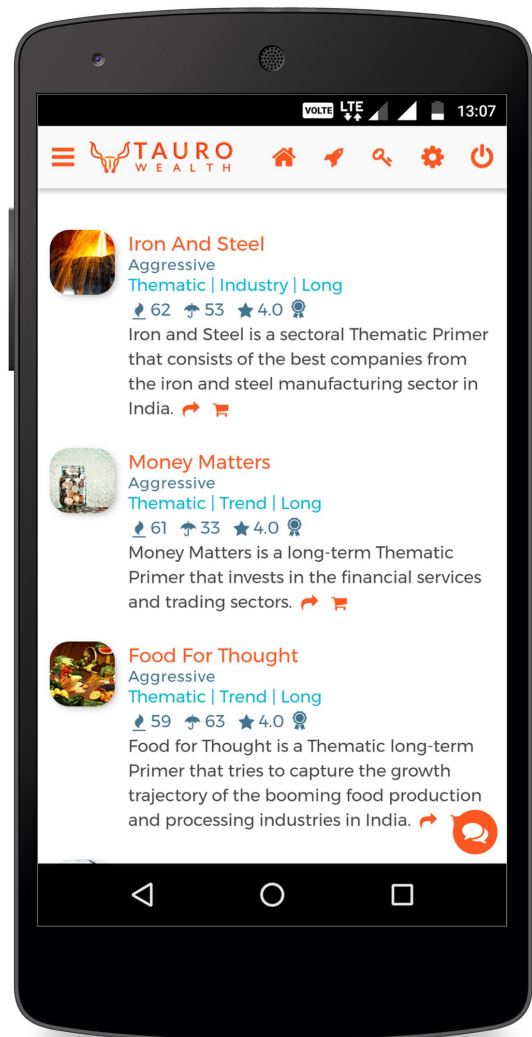 VOLTE LTE 13:07
TAURO
WEALTH
Iron And Steel
Aggressive
Thematic | Industry | Long
62 53 4.0
Iron and Steel is a sectoral Thematic Primer
that consists of the best companies from
the iron and steel manufacturing sector in
India.
Money Matters
Aggressive
Thematic | Trend | Long
61 33 4.0
Money Matters is a long-term Thematic
Primer that invests in the financial services
and trading sectors.
Food For Thought
Aggressive
Thematic | Trend | Long
59 63 4.0
Food for Thought is a Thematic long-term
Primer that tries to capture the growth
trajectory of the booming food production
and processing industries in India.